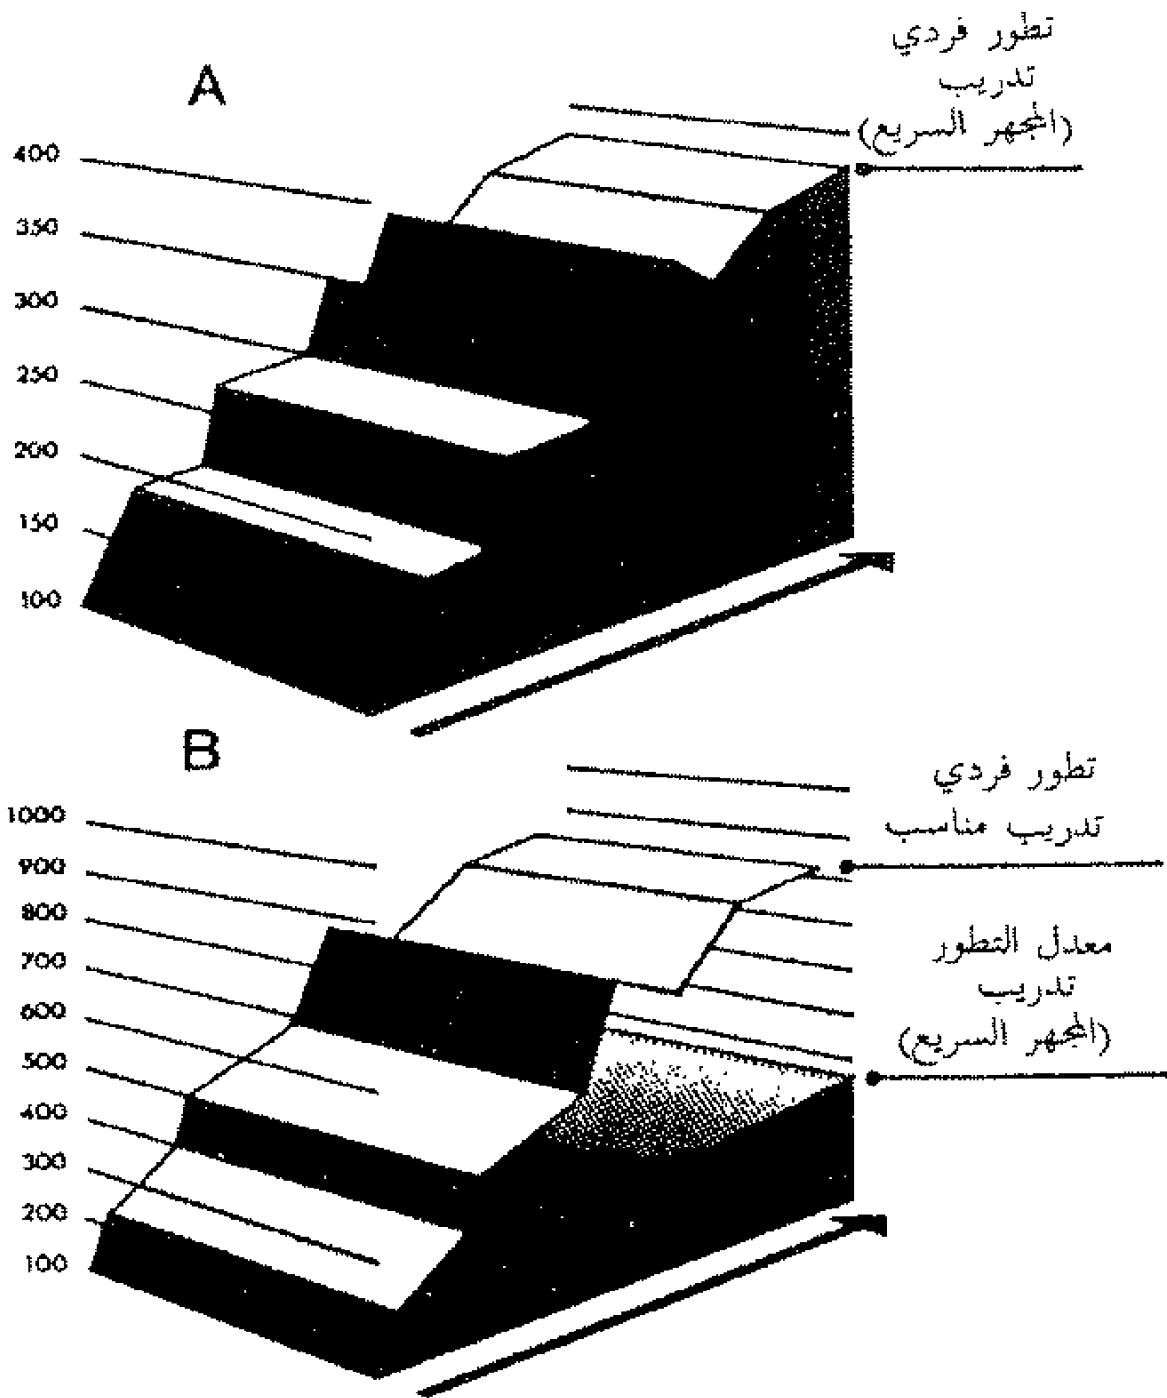 A
تطور فردي
تدريب
(المجهر السريع)
400
350
300
250
200
150
100
B
تطور فردي
تدريب مناسب
معدل التطور
تدريب
(المجهر السريع)
1000
900
800
700
600
500
400
300
200
100